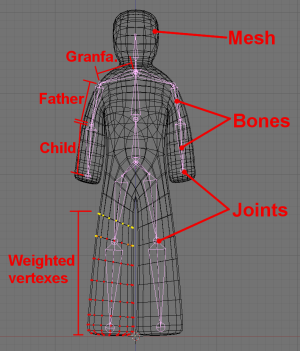 Mesh
Granfa.
Father
Bones
Child
Joints
Weighted
vertexes